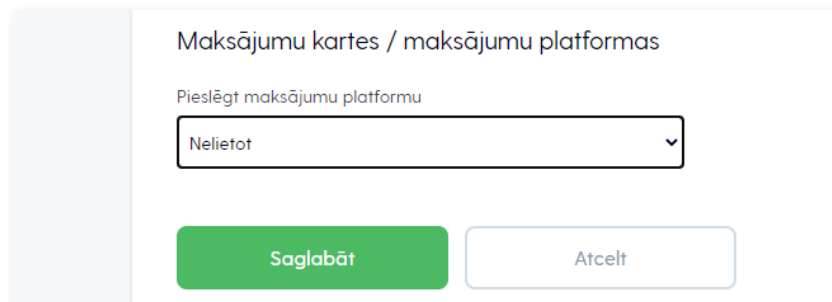 Maksājumu kartes / maksājumu platformas
Pieslēgt maksājumu platformu
Nelietot
Saglabāt
Atcelt